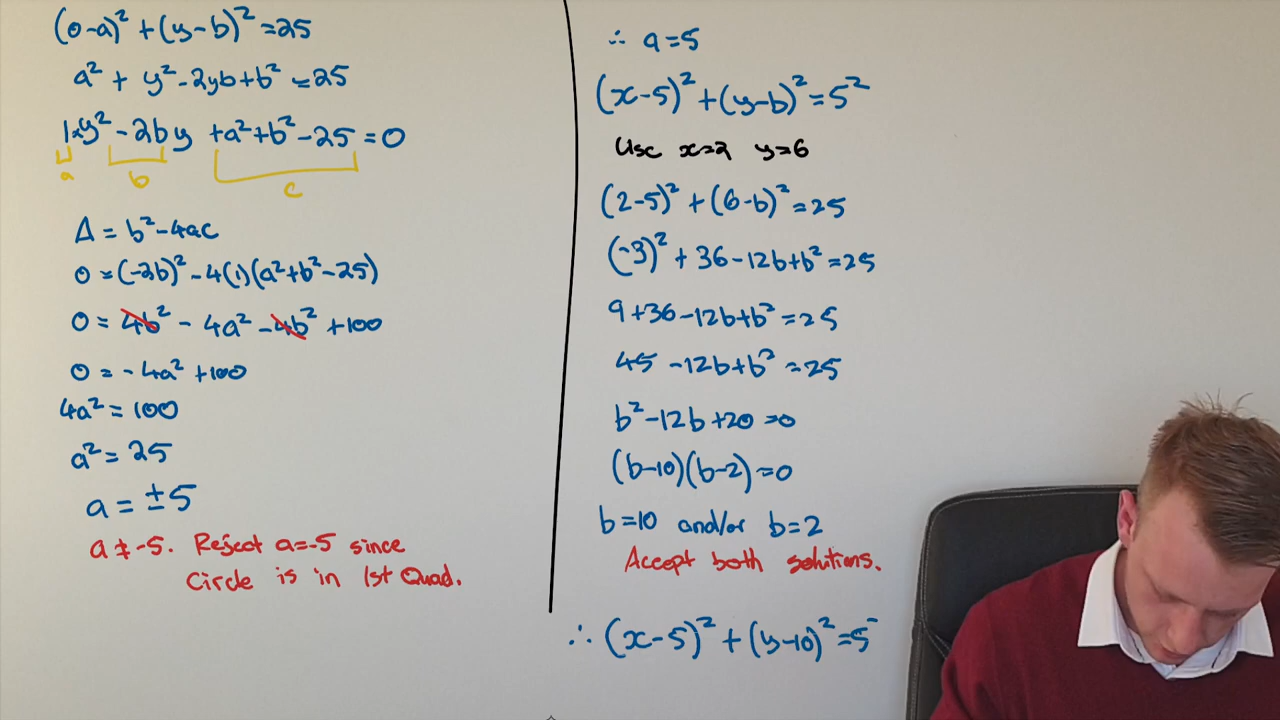 (0-a)² + (y-b)² = 25
a² + y² - 2yb + b² = 25
1×y² - 2by + a² + b² - 25 = 0
a b c
Δ = b² - 4ac
0 = (-2b)² - 4(1)(a² + b² - 25)
0 = 4b² - 4a² - 4b² + 100
0 = -4a² + 100
4a² = 100
a² = 25
a = ±5
a ≠ -5. Reject a=-5 since
Circle is in 1st Quad.
∴ a = 5
(x-5)² + (y-b)² = 5²
Use x=2 y=6
(2-5)² + (6-b)² = 25
(-3)² + 36 - 12b + b² = 25
9 + 36 - 12b + b² = 25
45 - 12b + b² = 25
b² - 12b + 20 = 0
(b-10)(b-2) = 0
b = 10 and/or b = 2
Accept both solutions.
∴ (x-5)² + (y-10)² = 5